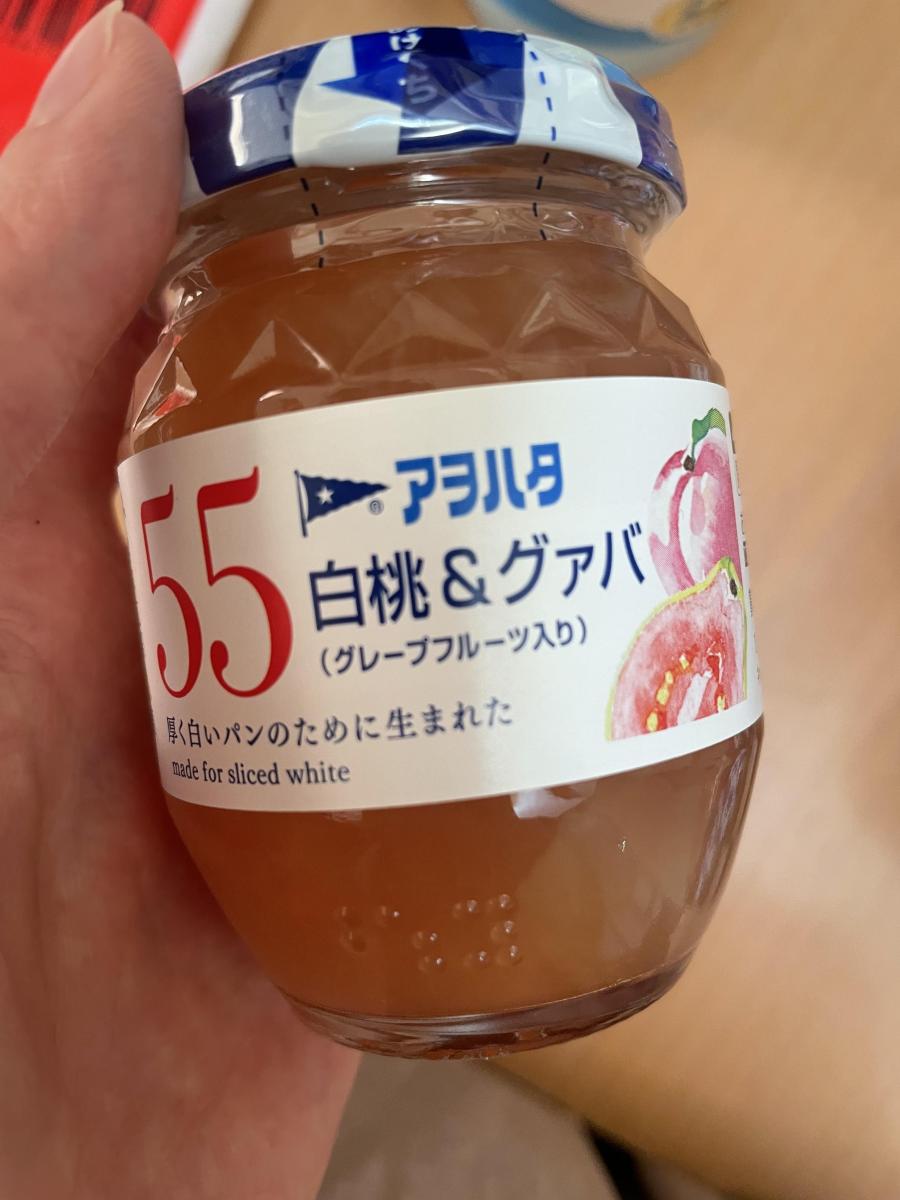 55
アヲハタ
白桃&グァバ
(グレープフルーツ入り)
厚く白いパンのために生まれた
made for sliced white